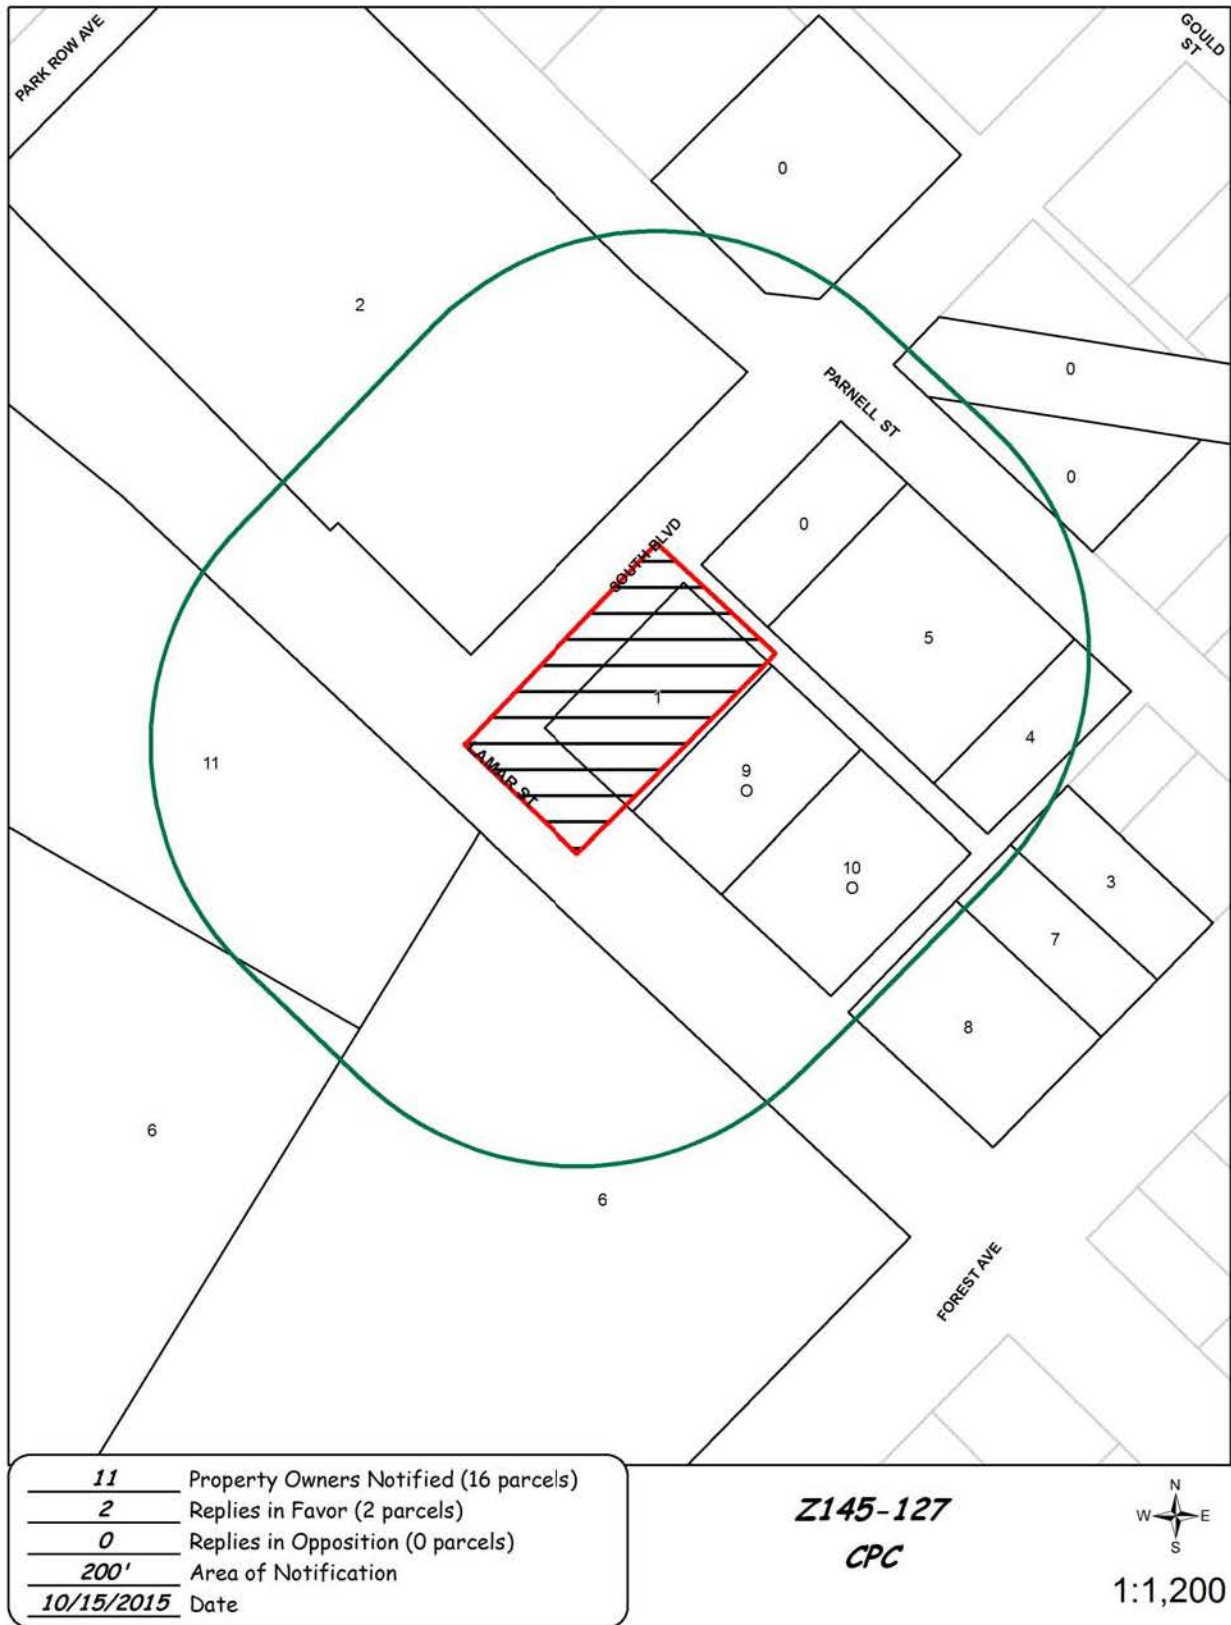 PARK ROW AVE
GOULD
ST
0
2
0
PARNELL ST
0
0
SOUTH BLVD
5
1
4
LAMAR ST
11
9
O
10
O
3
7
8
6
6
FOREST AVE
11 Property Owners Notified (16 parcels)
2 Replies in Favor (2 parcels)
0 Replies in Opposition (0 parcels)
200' Area of Notification
10/15/2015 Date
Z145-127
CPC
N
W E
S
1:1,200